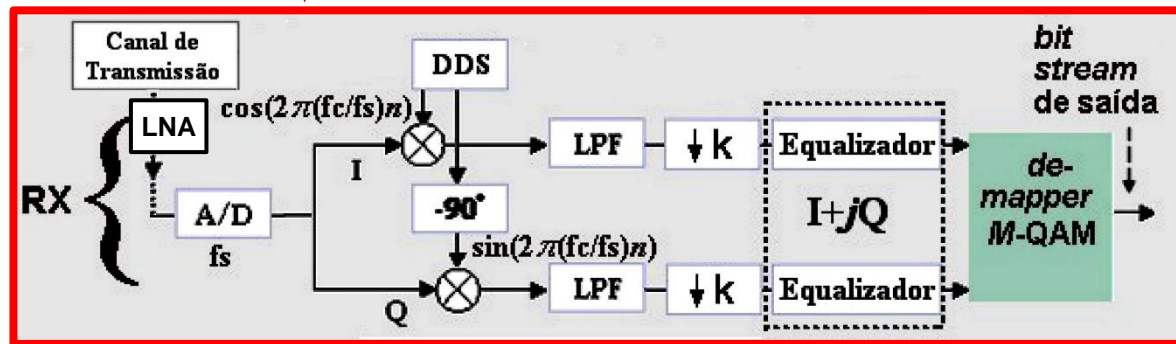 Canal de
Transmissão
LNA
RX
A/D
fs
DDS
cos(2π(fc/fs)n)
I
-90°
sin(2π(fc/fs)n)
Q
LPF
↓k
Equalizador
I+jQ
LPF
↓k
Equalizador
de-
mapper
M-QAM
bit
stream
de saída